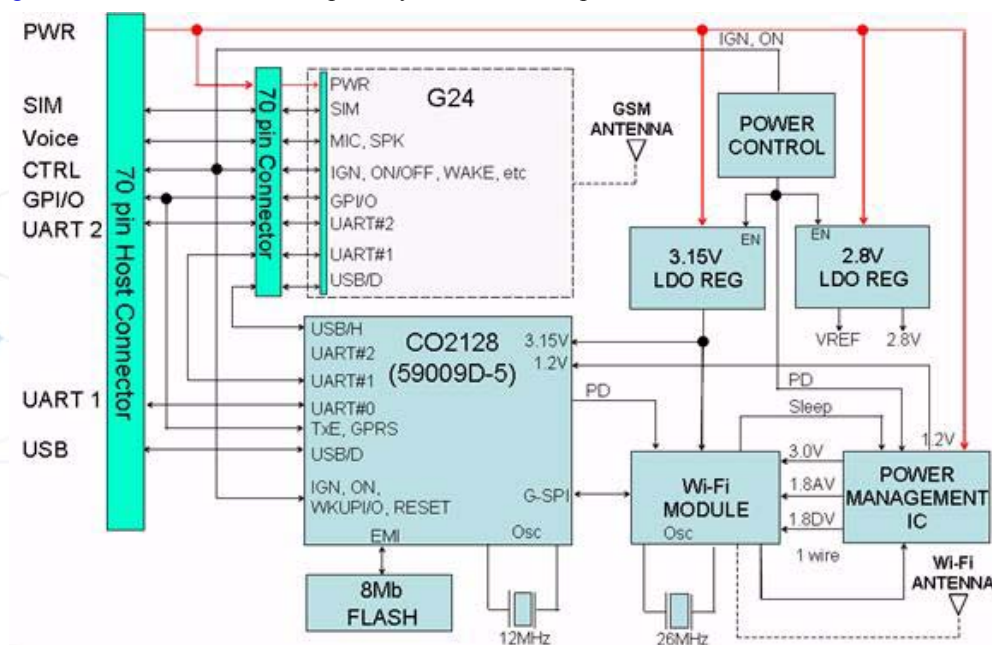 PWR
SIM
Voice
CTRL
GPI/O
UART 2
UART 1
USB
70 pin Host Connector
70 pin Connector
PWR
SIM
MIC, SPK
IGN, ON/OFF, WAKE, etc
GPI/O
UART#2
UART#1
USB/D
G24
GSM
ANTENNA
IGN, ON
POWER
CONTROL
EN
3.15V
LDO REG
EN
2.8V
LDO REG
VREF
2.8V
USB/H
UART#2
UART#1
UART#0
TxE, GPRS
USB/D
IGN, ON,
WKUPI/O, RESET
CO2128
(59009D-5)
3.15V
1.2V
G-SPI
EMI
Osc
PD
PD
Sleep
1.2V
3.0V
1.8AV
1.8DV
1 wire
Wi-Fi
MODULE
Osc
POWER
MANAGEMENT
IC
Wi-Fi
ANTENNA
8Mb
FLASH
12MHz
26MHz